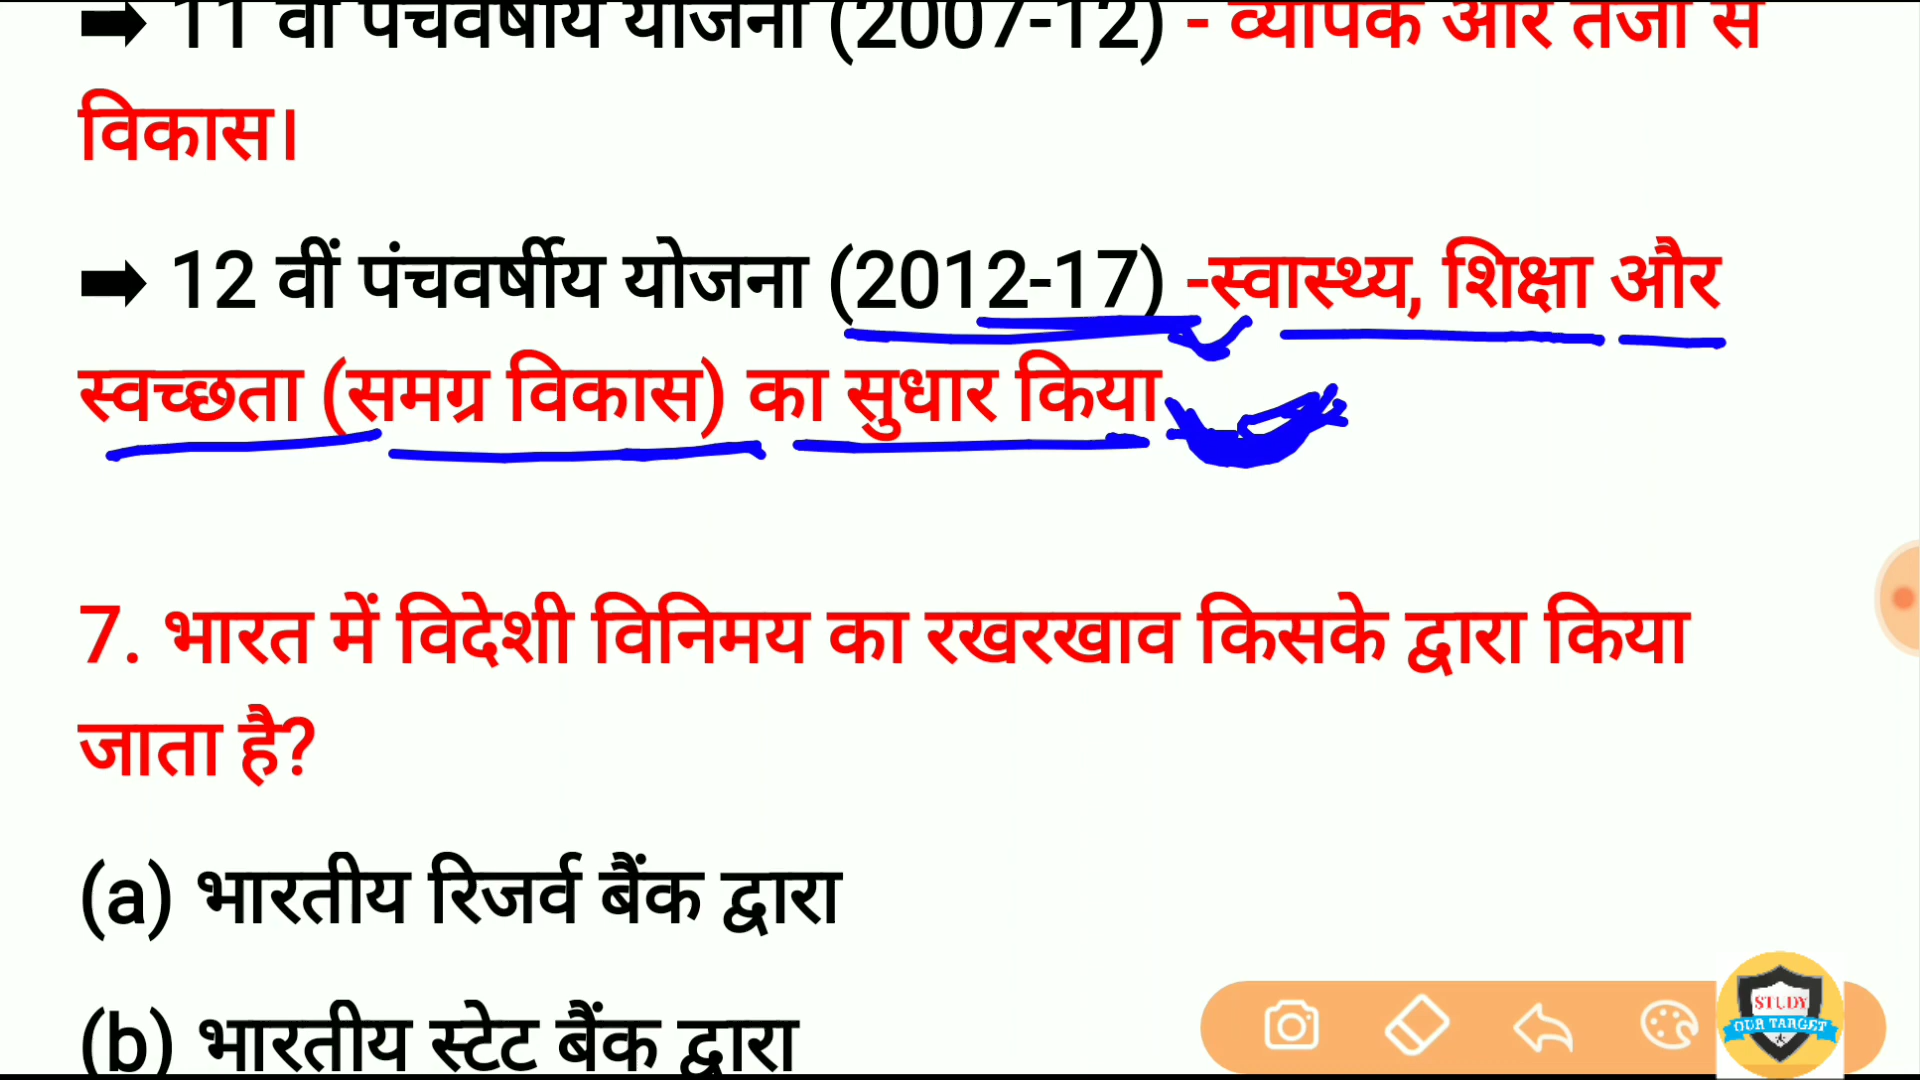 ➡ 11 वीं पंचवर्षीय योजना (2007-12) - व्यापक और तेजी से
विकास।
➡ 12 वीं पंचवर्षीय योजना (2012-17) -स्वास्थ्य, शिक्षा और
स्वच्छता (समग्र विकास) का सुधार किया
7. भारत में विदेशी विनिमय का रखरखाव किसके द्वारा किया
जाता है?
(a) भारतीय रिजर्व बैंक द्वारा
(b) भारतीय स्टेट बैंक द्वारा
STUDY
OUR TARGET